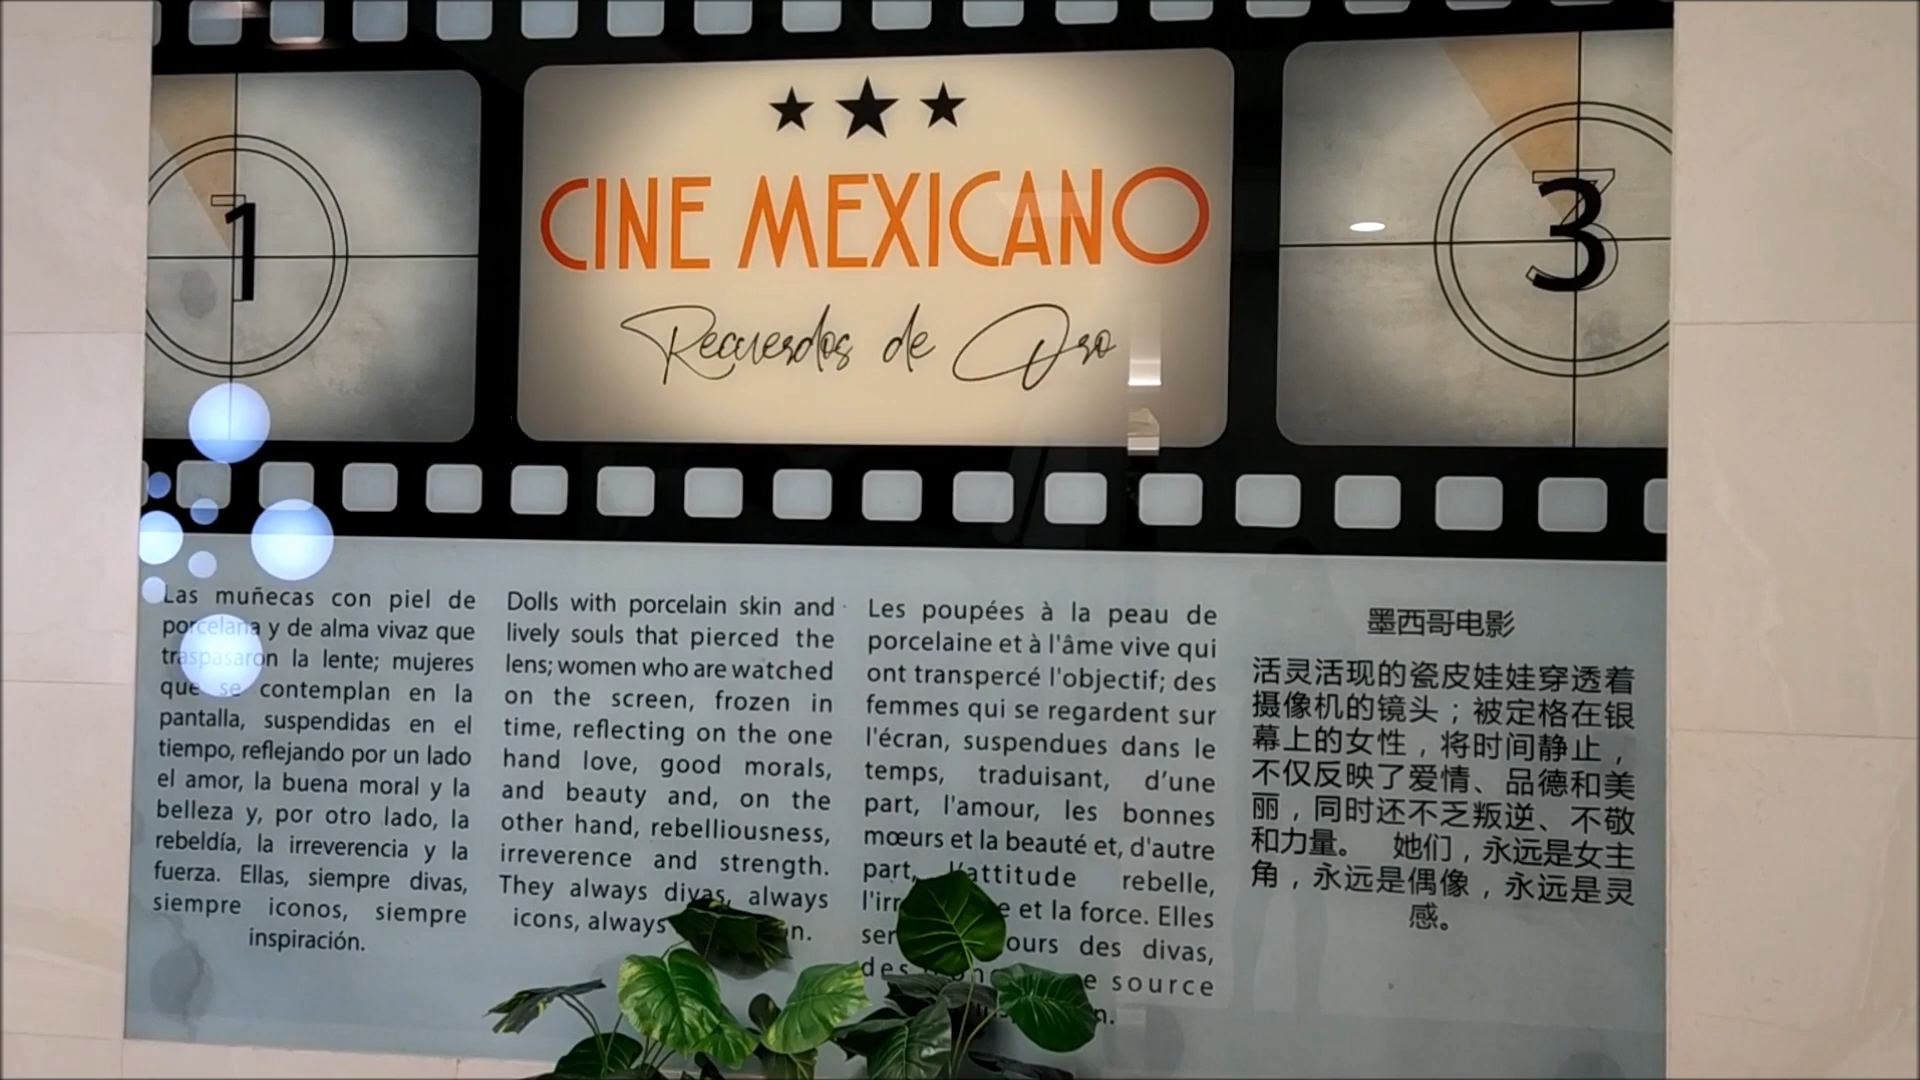 1
CINE MEXICANO
Recuerdos de Oro
3
Las muñecas con piel de
porcelana y de alma vivaz que
traspasaron la lente; mujeres
que se contemplan en la
pantalla, suspendidas en el
tiempo, reflejando por un lado
el amor, la buena moral y la
belleza y, por otro lado, la
rebeldía, la irreverencia y la
fuerza. Ellas, siempre divas,
siempre iconos, siempre
inspiración.
Dolls with porcelain skin and
lively souls that pierced the
lens; women who are watched
on the screen, frozen in
time, reflecting on the one
hand love, good morals,
and beauty and, on the
other hand, rebelliousness,
irreverence and strength.
They always divas, always
icons, always
Les poupées à la peau de
porcelaine et à l'âme vive qui
ont transpercé l'objectif; des
femmes qui se regardent sur
l'écran, suspendues dans le
temps, traduisant, d’une
part, l'amour, les bonnes
mœurs et la beauté et, d'autre
part, l’attitude rebelle,
et la force. Elles
des divas,
des source
墨西哥电影
活灵活现的瓷皮娃娃穿透着
摄像机的镜头；被定格在银
幕上的女性，将时间静止，
不仅反映了爱情、品德和美
丽，同时还不乏叛逆、不敬
和力量。 她们，永远是女主
角，永远是偶像，永远是灵
感。